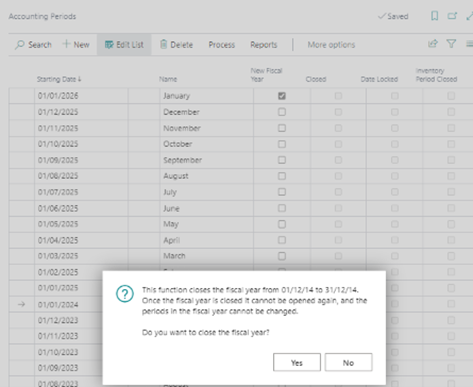 Accounting Periods
Saved
Search + New Edit List Delete Process Reports More options
Starting Date ↓ Name New Fiscal Year Closed Date Locked Inventory Period Closed
01/01/2026 January
01/12/2025 December
01/11/2025 November
01/10/2025 October
01/09/2025 September
01/08/2025 August
01/07/2025 July
01/06/2025 June
01/05/2025 May
01/04/2025 April
01/03/2025 March
01/02/2025
01/01/2025
01/01/2024
01/12/2023
01/11/2023
01/10/2023
01/09/2023
01/08/2023
This function closes the fiscal year from 01/12/14 to 31/12/14.
Once the fiscal year is closed it cannot be opened again, and the
periods in the fiscal year cannot be changed.
Do you want to close the fiscal year?
Yes No